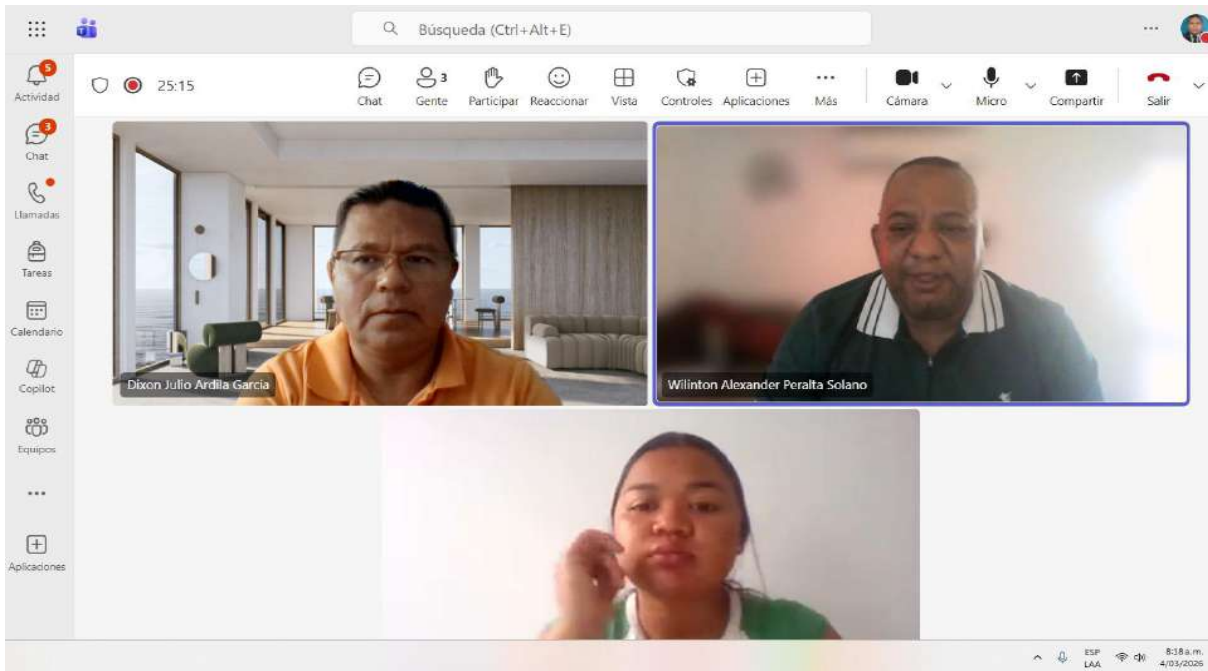 Búsqueda (Ctrl+Alt+E)
5
Actividad
25:15
Chat
3
Gente
Participar
Reaccionar
Vista
Controles
Aplicaciones
Más
Cámara
Micro
Compartir
Salir
3
Chat
Llamadas
Tareas
Calendario
Copilot
Equipos
Aplicaciones
Dixon Julio Ardila Garcia
Wilinton Alexander Peralta Solano
ESP
LAA
8:18 a.m.
4/03/2026